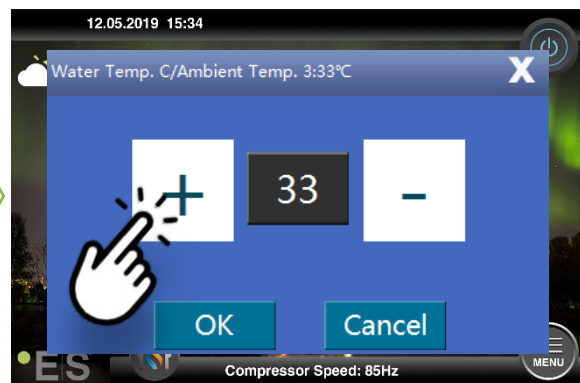 12.05.2019 15:34
Water Temp. C/Ambient Temp. 3:33℃
X
+ 33 -
OK Cancel
ES
Compressor Speed: 85Hz
MENU